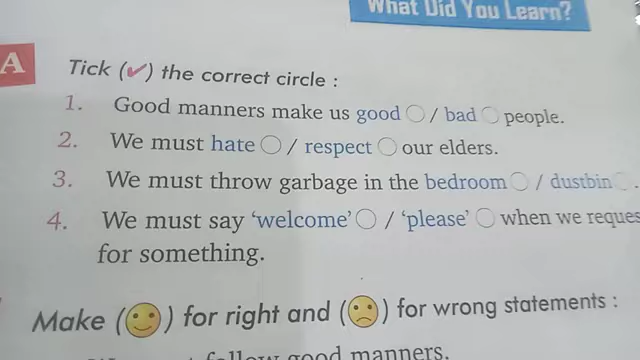 What Did You Learn?
A
Tick (✔) the correct circle :
1. Good manners make us good ○ / bad ○ people.
2. We must hate ○ / respect ○ our elders.
3. We must throw garbage in the bedroom ○ / dustbin ○ .
4. We must say ‘welcome’ ○ / ‘please’ ○ when we reques
for something.
Make (🙂) for right and (☹) for wrong statements :
follow good manners.